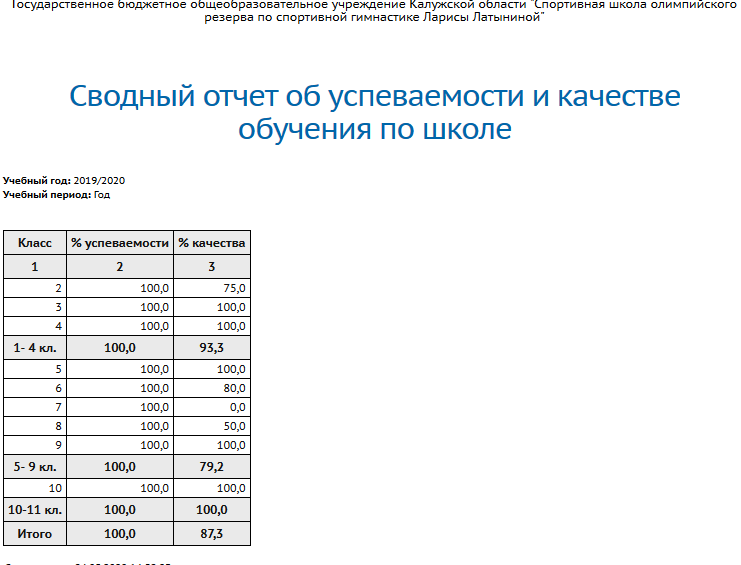 Государственное бюджетное общеобразовательное учреждение Калужской области "Спортивная школа олимпийского
резерва по спортивной гимнастике Ларисы Латыниной"
Сводный отчет об успеваемости и качестве
обучения по школе
Учебный год: 2019/2020
Учебный период: Год
Класс % успеваемости % качества
1 2 3
2 100,0 75,0
3 100,0 100,0
4 100,0 100,0
1- 4 кл. 100,0 93,3
5 100,0 100,0
6 100,0 80,0
7 100,0 0,0
8 100,0 50,0
9 100,0 100,0
5- 9 кл. 100,0 79,2
10 100,0 100,0
10-11 кл. 100,0 100,0
Итого 100,0 87,3